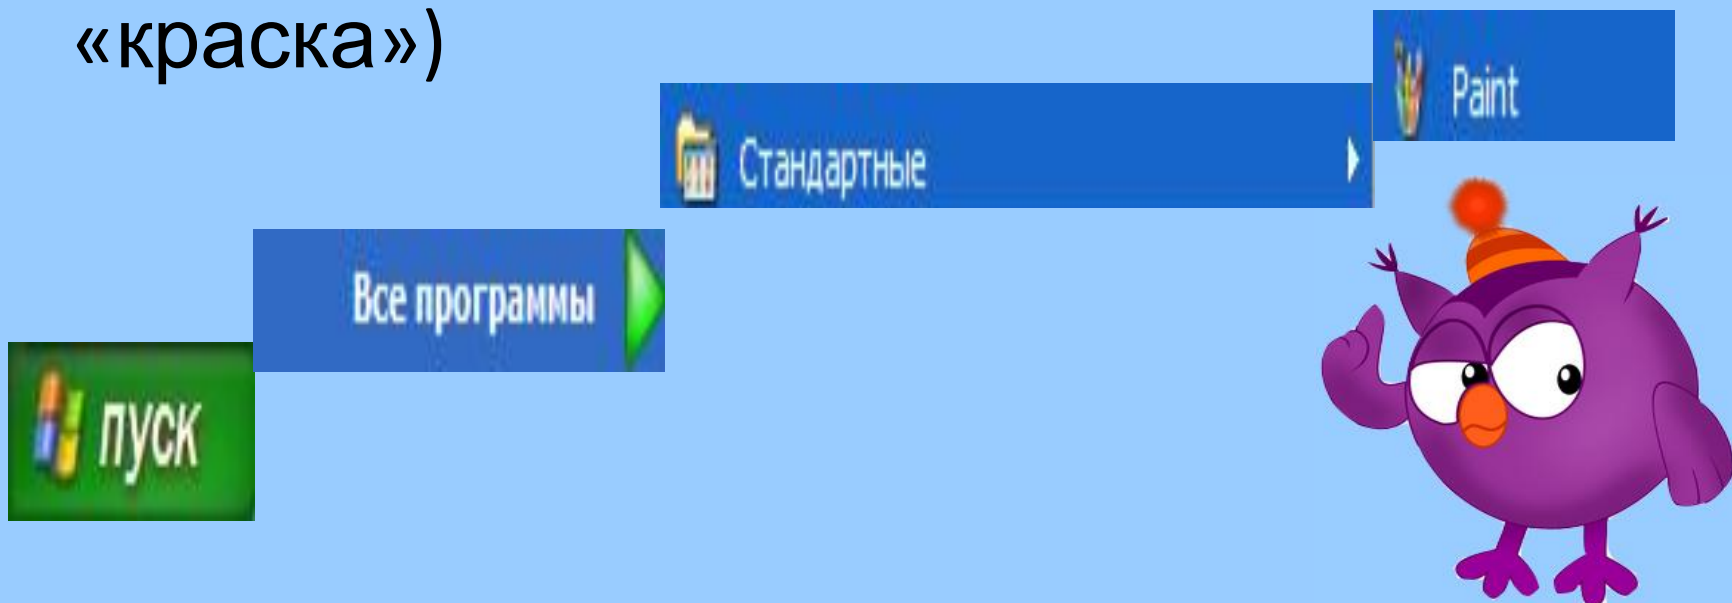 «краска»)
Paint
Стандартные
Все программы
пуск